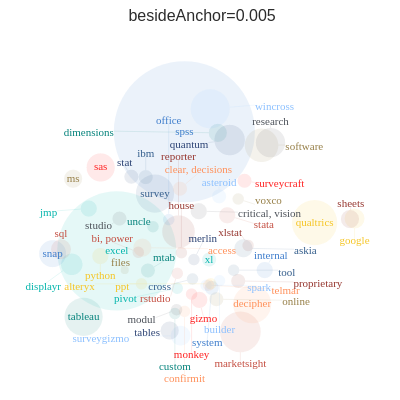 besideAnchor=0.005
wincross
office
research
dimensions
spss
quantum
software
ibm
reporter
stat
sas
clear, decisions
ms
asteroid
surveycraft
survey
voxco
house
sheets
jmp
critical, vision
uncle
qualtrics
studio
xlstat
stata
sql
bi, power
merlin
google
snap
excel
access
askia
mtab
xl
internal
files
python
tool
displayr
alteryx
ppt
cross
spark
proprietary
telmar
pivot
rstudio
decipher
online
tableau
modul
gizmo
tables
builder
surveygizmo
system
monkey
marketsight
custom
confirmit